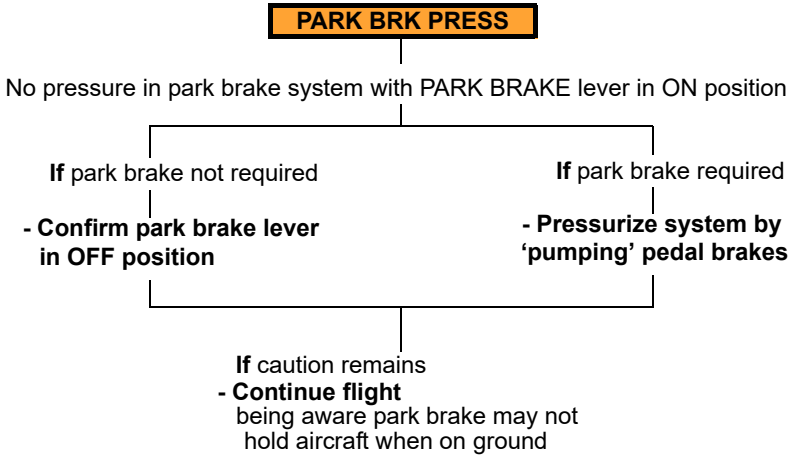 PARK BRK PRESS
No pressure in park brake system with PARK BRAKE lever in ON position
If park brake not required
- Confirm park brake lever
in OFF position
If park brake required
- Pressurize system by
‘pumping’ pedal brakes
If caution remains
- Continue flight
being aware park brake may not
hold aircraft when on ground